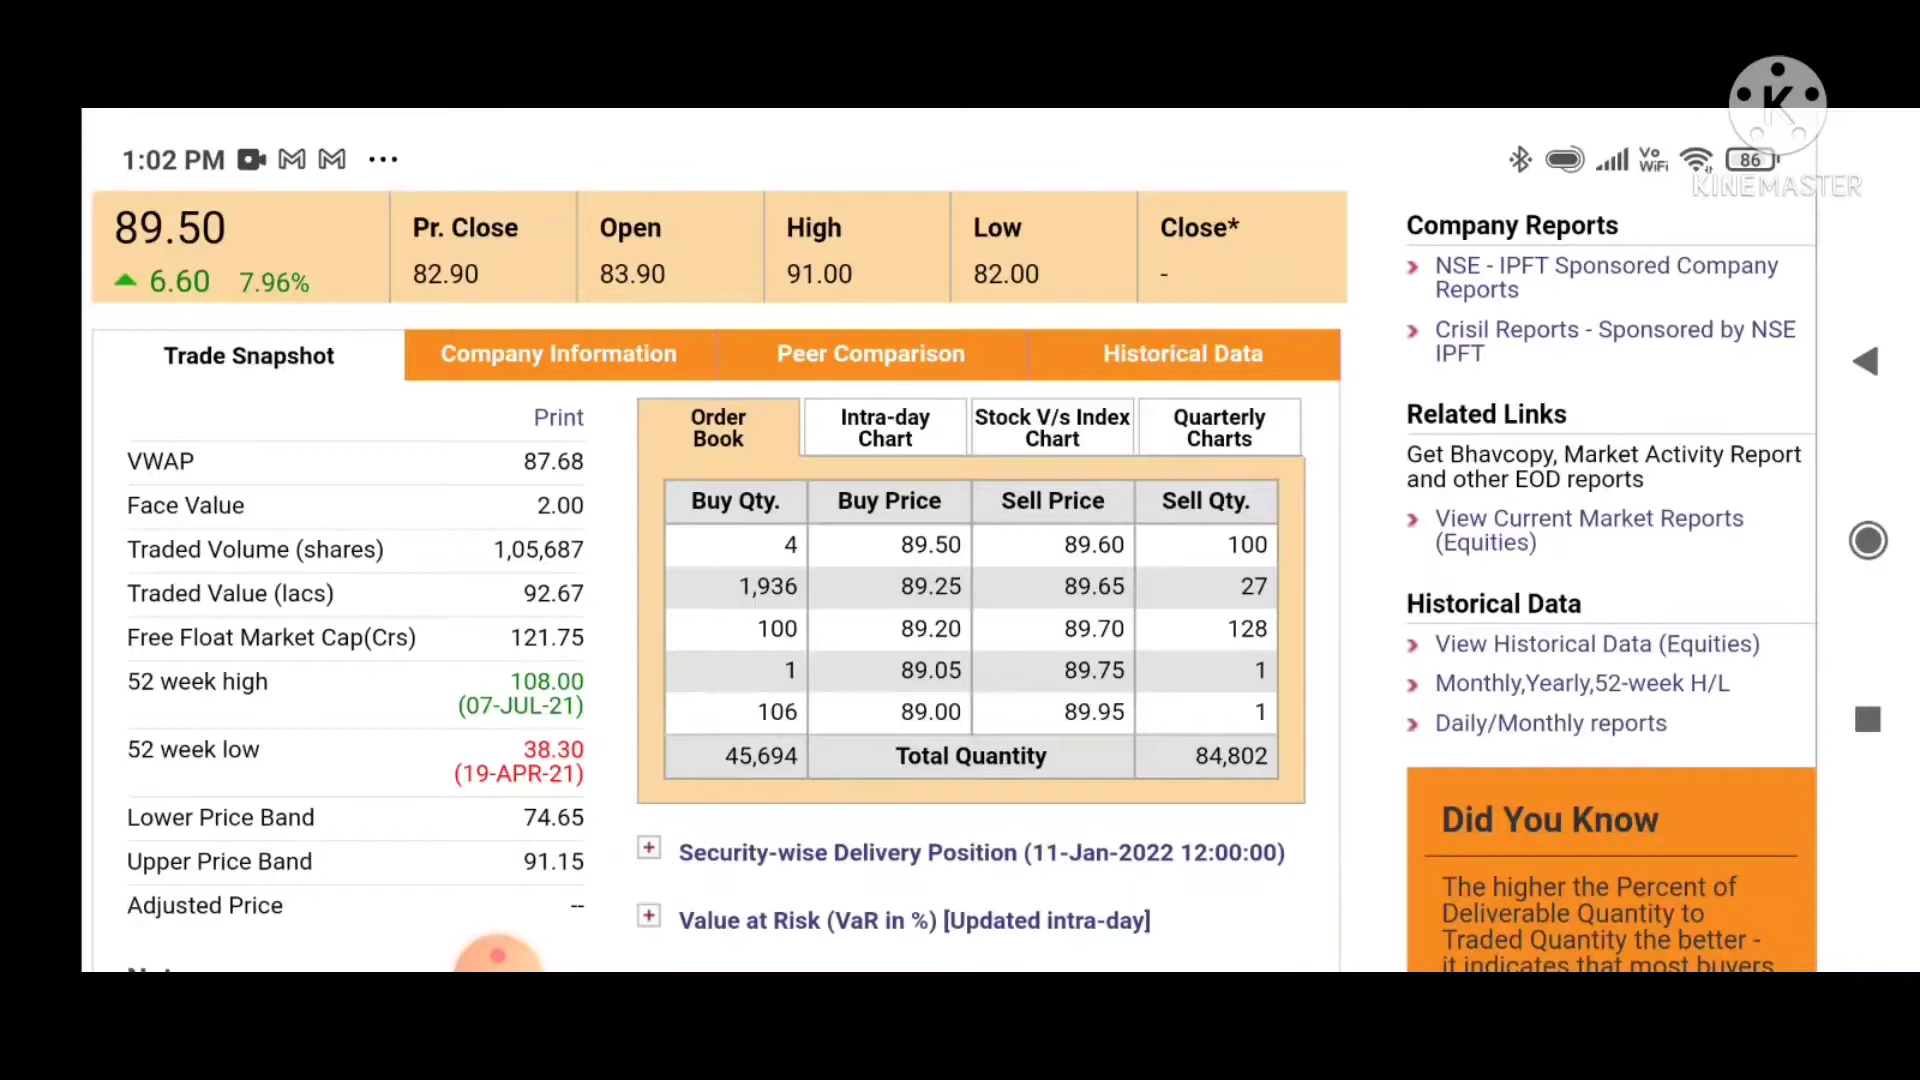 1:02 PM
Vo
WiFi
86
K
KINEMASTER
89.50
6.60 7.96%
Pr. Close
82.90
Open
83.90
High
91.00
Low
82.00
Close*
-
Trade Snapshot
Company Information
Peer Comparison
Historical Data
Print
VWAP 87.68
Face Value 2.00
Traded Volume (shares) 1,05,687
Traded Value (lacs) 92.67
Free Float Market Cap(Crs) 121.75
52 week high 108.00
(07-JUL-21)
52 week low 38.30
(19-APR-21)
Lower Price Band 74.65
Upper Price Band 91.15
Adjusted Price --
Order
Book
Intra-day
Chart
Stock V/s Index
Chart
Quarterly
Charts
Buy Qty. Buy Price Sell Price Sell Qty.
4 89.50 89.60 100
1,936 89.25 89.65 27
100 89.20 89.70 128
1 89.05 89.75 1
106 89.00 89.95 1
45,694 Total Quantity 84,802
Security-wise Delivery Position (11-Jan-2022 12:00:00)
Value at Risk (VaR in %) [Updated intra-day]
Company Reports
NSE - IPFT Sponsored Company
Reports
Crisil Reports - Sponsored by NSE
IPFT
Related Links
Get Bhavcopy, Market Activity Report
and other EOD reports
View Current Market Reports
(Equities)
Historical Data
View Historical Data (Equities)
Monthly,Yearly,52-week H/L
Daily/Monthly reports
Did You Know
The higher the Percent of
Deliverable Quantity to
Traded Quantity the better -
it indicates that most buyers